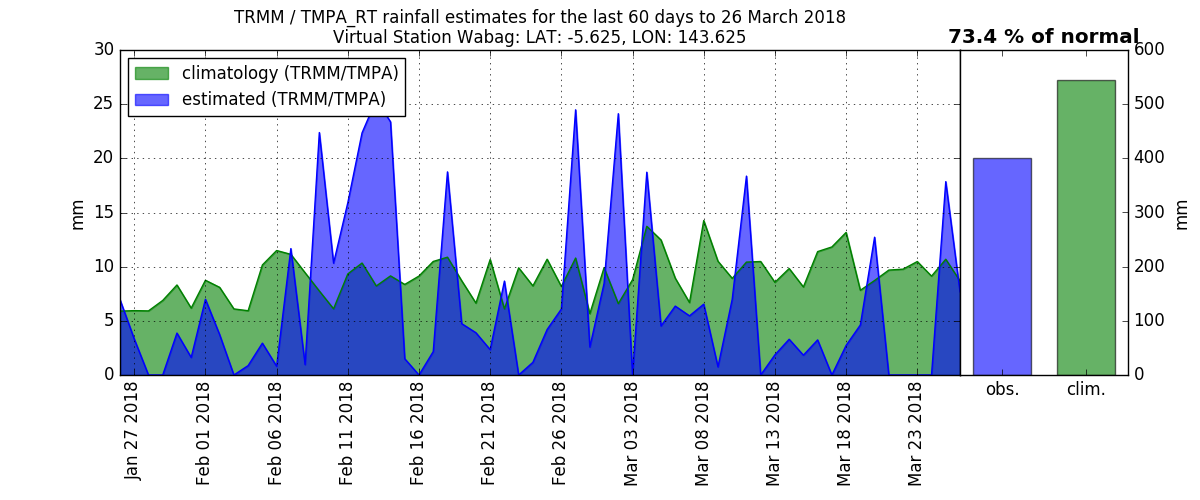 TRMM / TMPA_RT rainfall estimates for the last 60 days to 26 March 2018
Virtual Station Wabag: LAT: -5.625, LON: 143.625
73.4 % of normal
climatology (TRMM/TMPA)
estimated (TRMM/TMPA)
30
25
20
15
10
5
0
mm
600
500
400
300
200
100
0
mm
Jan 27 2018
Feb 01 2018
Feb 06 2018
Feb 11 2018
Feb 16 2018
Feb 21 2018
Feb 26 2018
Mar 03 2018
Mar 08 2018
Mar 13 2018
Mar 18 2018
Mar 23 2018
obs.
clim.